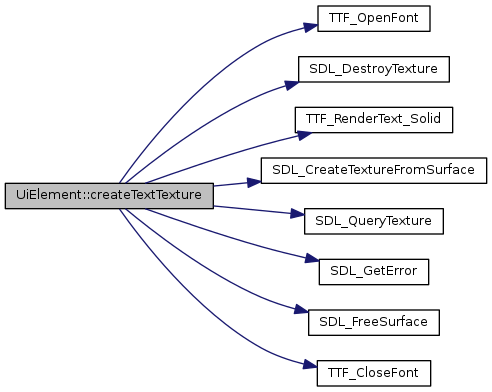 TTF_OpenFont
SDL_DestroyTexture
TTF_RenderText_Solid
SDL_CreateTextureFromSurface
UiElement::createTextTexture
SDL_QueryTexture
SDL_GetError
SDL_FreeSurface
TTF_CloseFont